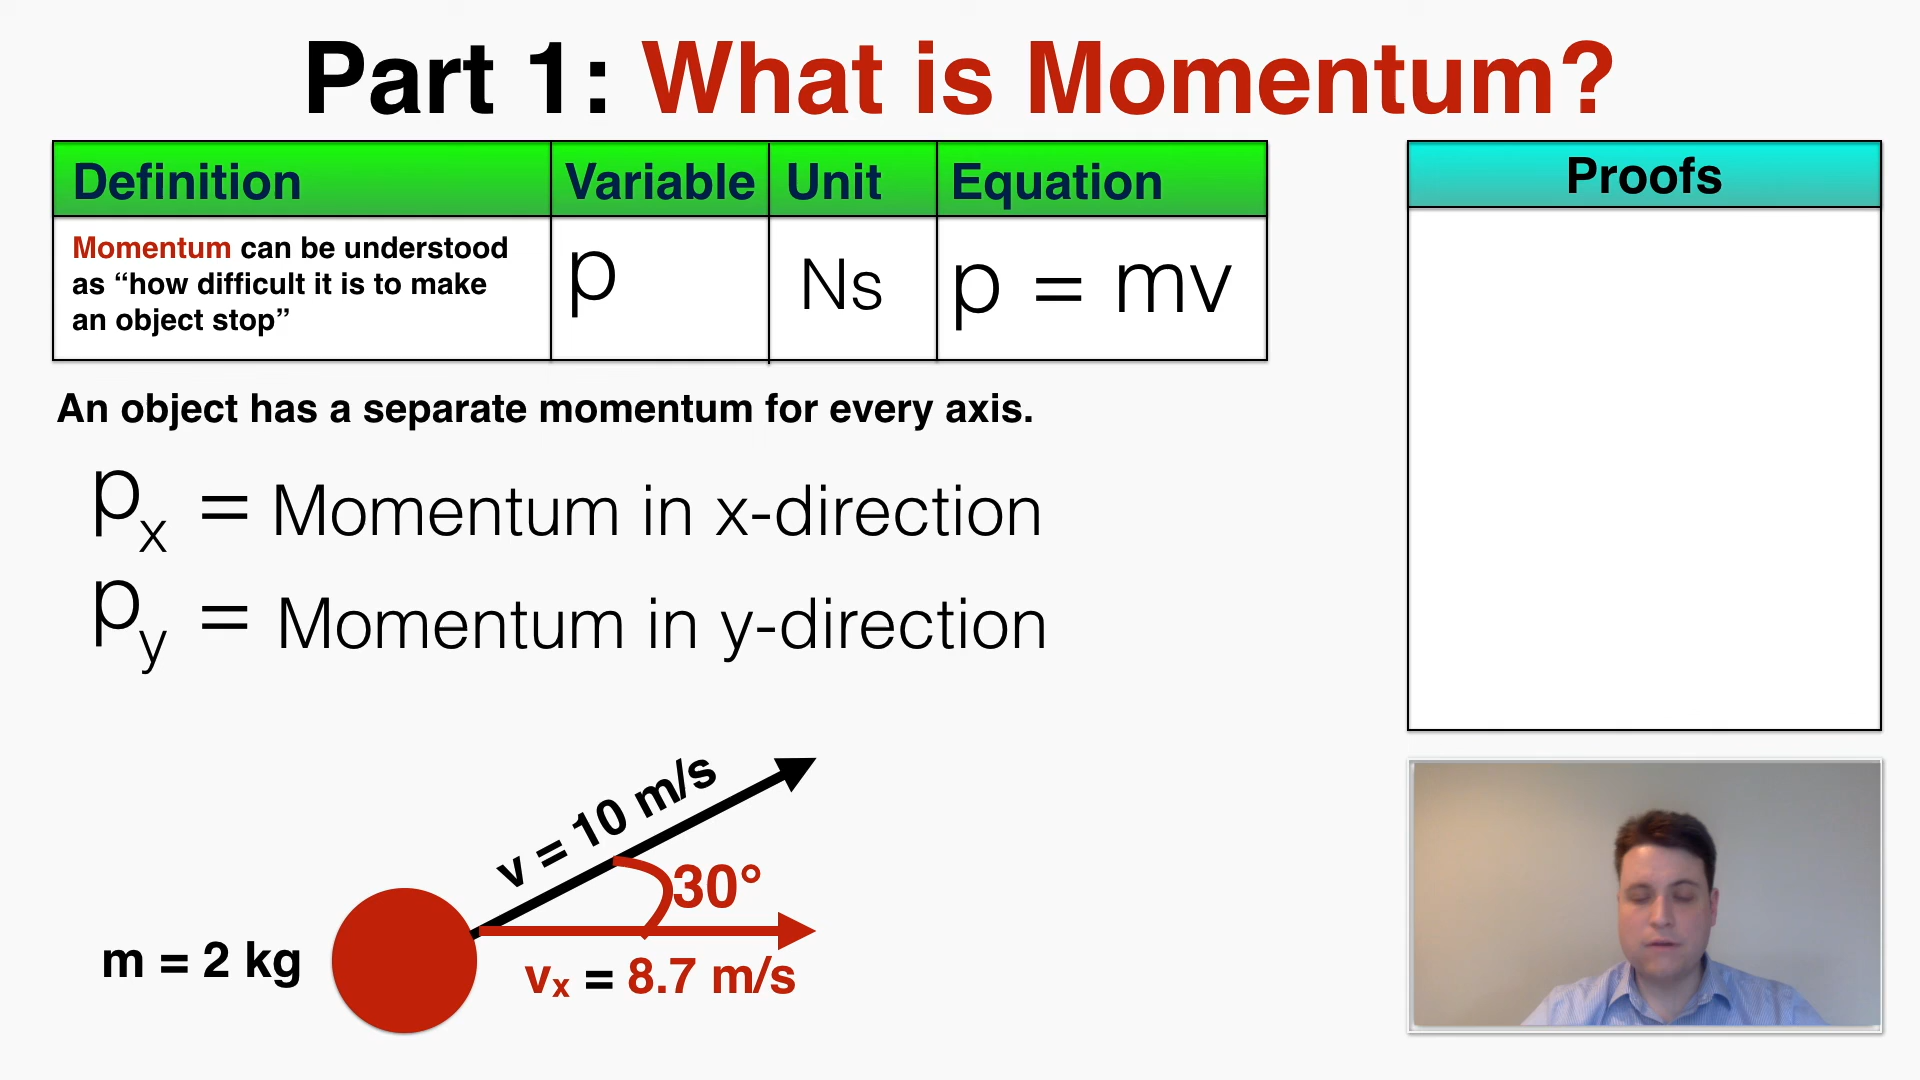 Part 1: What is Momentum?
Definition Variable Unit Equation
Proofs
Momentum can be understood
as “how difficult it is to make
an object stop”
p
Ns
p = mv
An object has a separate momentum for every axis.
px = Momentum in x-direction
py = Momentum in y-direction
v = 10 m/s
30°
m = 2 kg
vx = 8.7 m/s